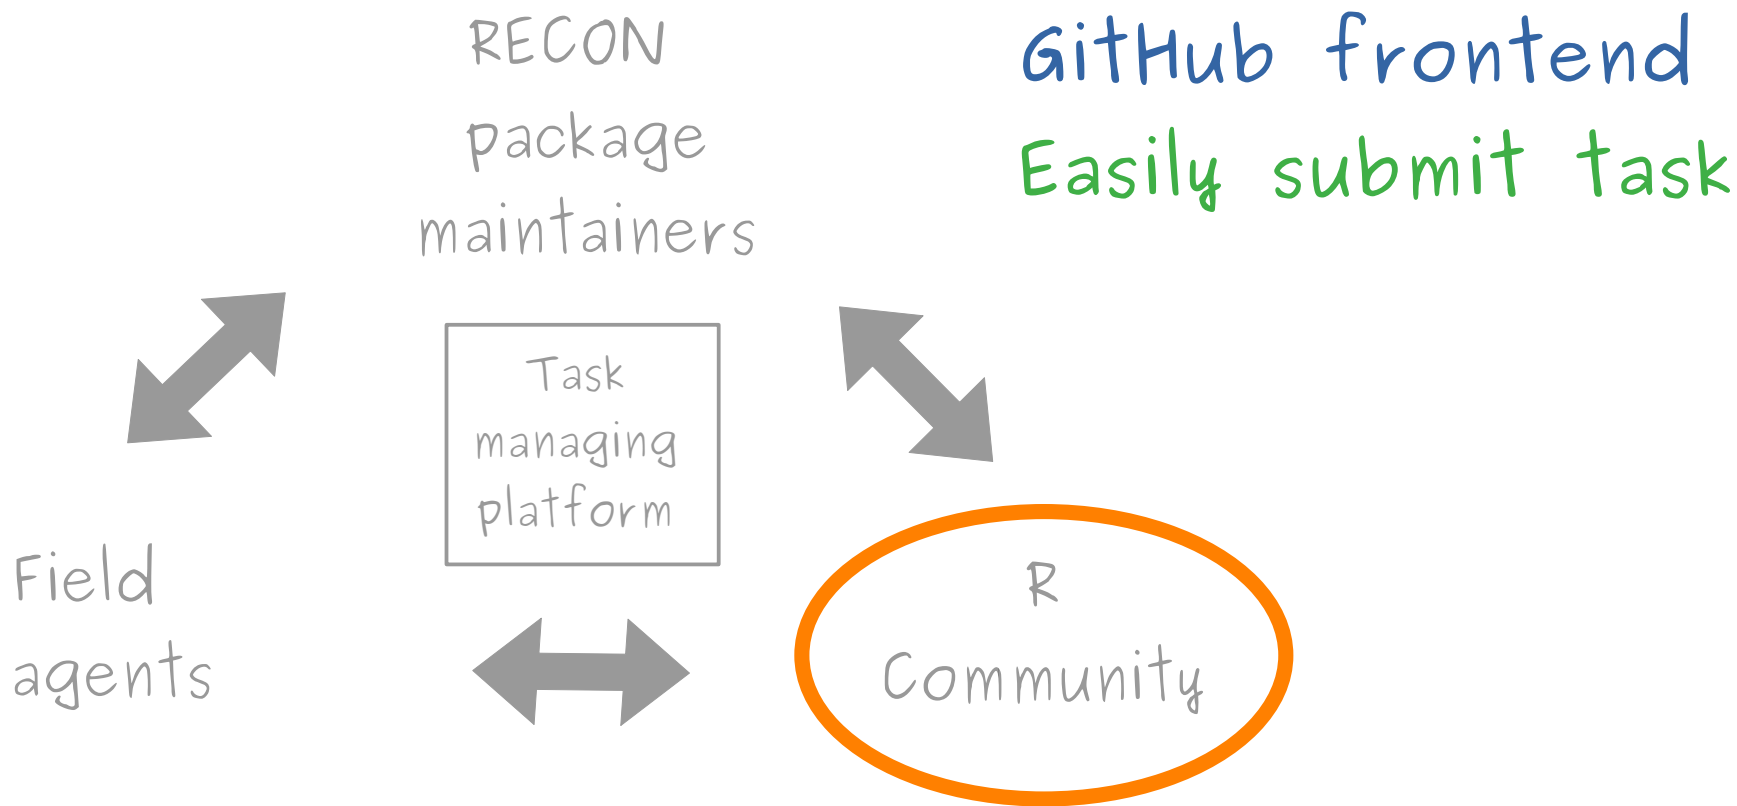 RECON
package
maintainers
GitHub frontend
Easily submit task
Task
managing
platform
Field
agents
R
Community